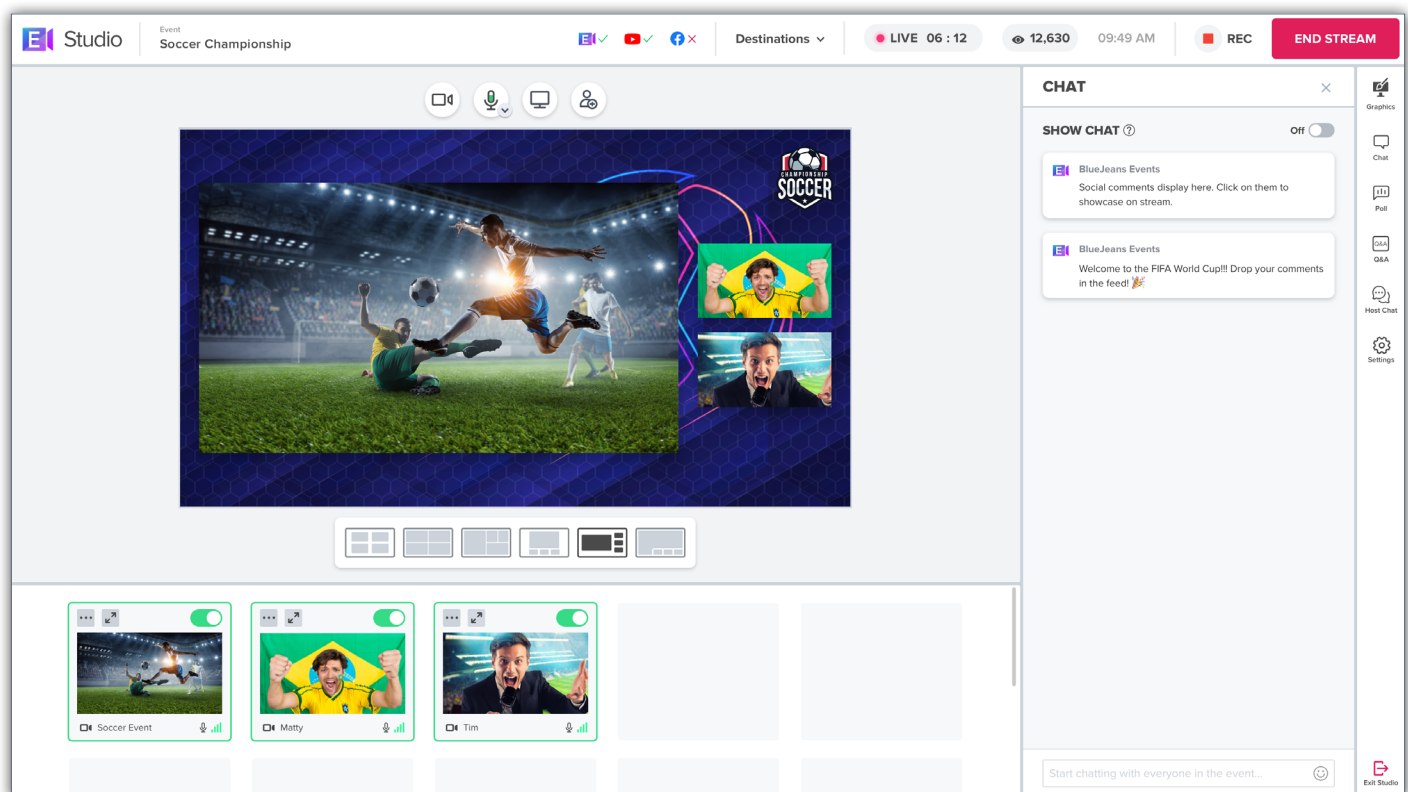 E Studio
Event
Soccer Championship
E
Destinations
LIVE 06 : 12
12,630
09:49 AM
REC
END STREAM
CHAMPIONSHIP
SOCCER
CHAT
SHOW CHAT ?
Off
E BlueJeans Events
Social comments display here. Click on them to
showcase on stream.
E BlueJeans Events
Welcome to the FIFA World Cup!!! Drop your comments
in the feed! 🎉
Graphics
Chat
Poll
Q&A
Q&A
Host Chat
Settings
Soccer Event
Matty
Tim
Start chatting with everyone in the event...
Exit Studio